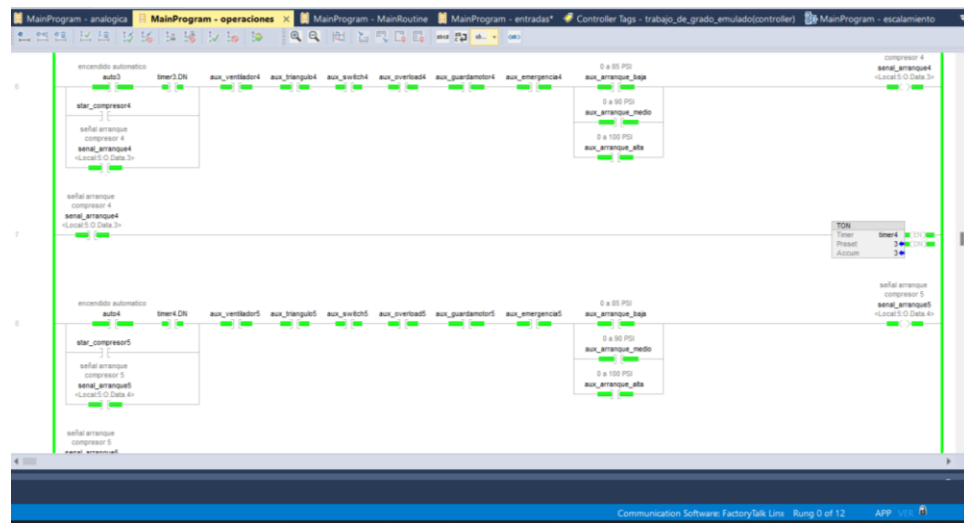 MainProgram - analogica
MainProgram - operaciones ×
MainProgram - MainRoutine
MainProgram - entradas*
Controller Tags - trabajo_de_grado_emulado(controller)
MainProgram - escalamiento
encendido automatico
auto3
timer3.DN
aux_ventilador4
aux_triangulo4
aux_switch4
aux_overload4
aux_guardamotor4
aux_emergencia4
0 a 85 PSI
aux_arranque_baja
compresor 4
senal_arranque4
<Local:5:O.Data.3>
6
star_compresor4
0 a 90 PSI
aux_arranque_medio
señal arranque
compresor 4
senal_arranque4
<Local:5:O.Data.3>
0 a 100 PSI
aux_arranque_alta
señal arranque
compresor 4
senal_arranque4
<Local:5:O.Data.3>
7
TON
Timer timer4
Preset 3
Accum 3
(EN)
(DN)
encendido automatico
auto4
timer4.DN
aux_ventilador5
aux_triangulo5
aux_switch5
aux_overload5
aux_guardamotor5
aux_emergencia5
0 a 85 PSI
aux_arranque_baja
señal arranque
compresor 5
senal_arranque5
<Local:5:O.Data.4>
8
star_compresor5
0 a 90 PSI
aux_arranque_medio
señal arranque
compresor 5
senal_arranque5
<Local:5:O.Data.4>
0 a 100 PSI
aux_arranque_alta
señal arranque
compresor 5
senal_arranque5
Communication Software: FactoryTalk Linx
Rung 0 of 12
APP
VER